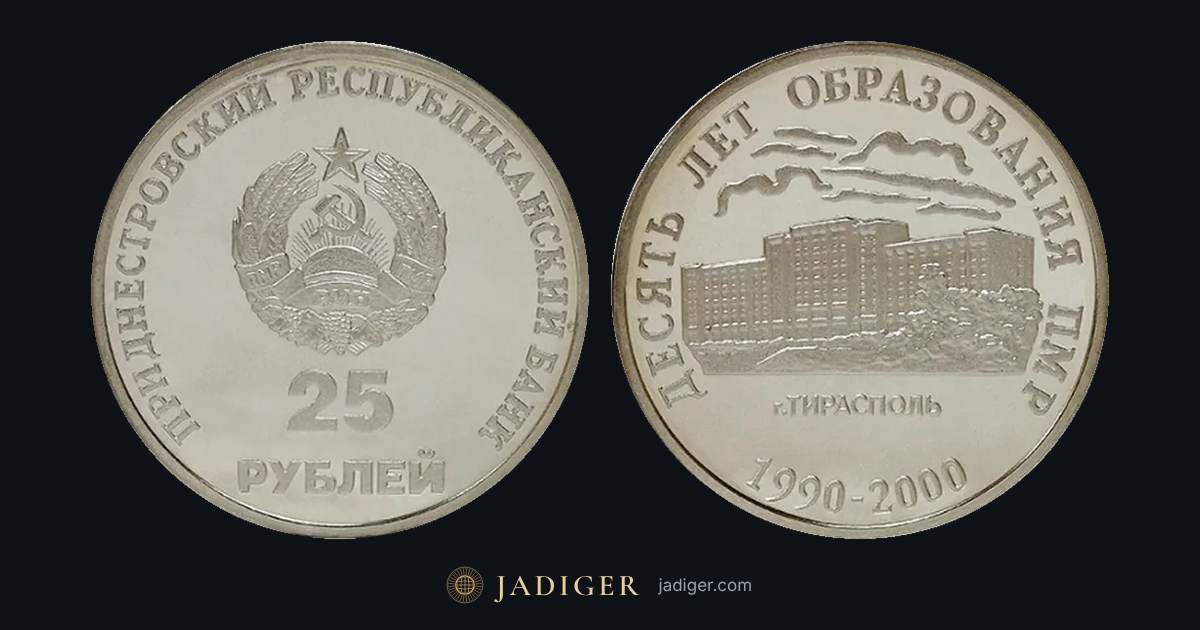 ПРИДНЕСТРОВСКИЙ РЕСПУБЛИКАНСКИЙ БАНК
25
РУБЛЕЙ
ДЕСЯТЬ ЛЕТ ОБРАЗОВАНИЯ ПМР
г.ТИРАСПОЛЬ
1990-2000
JADIGER jadiger.com